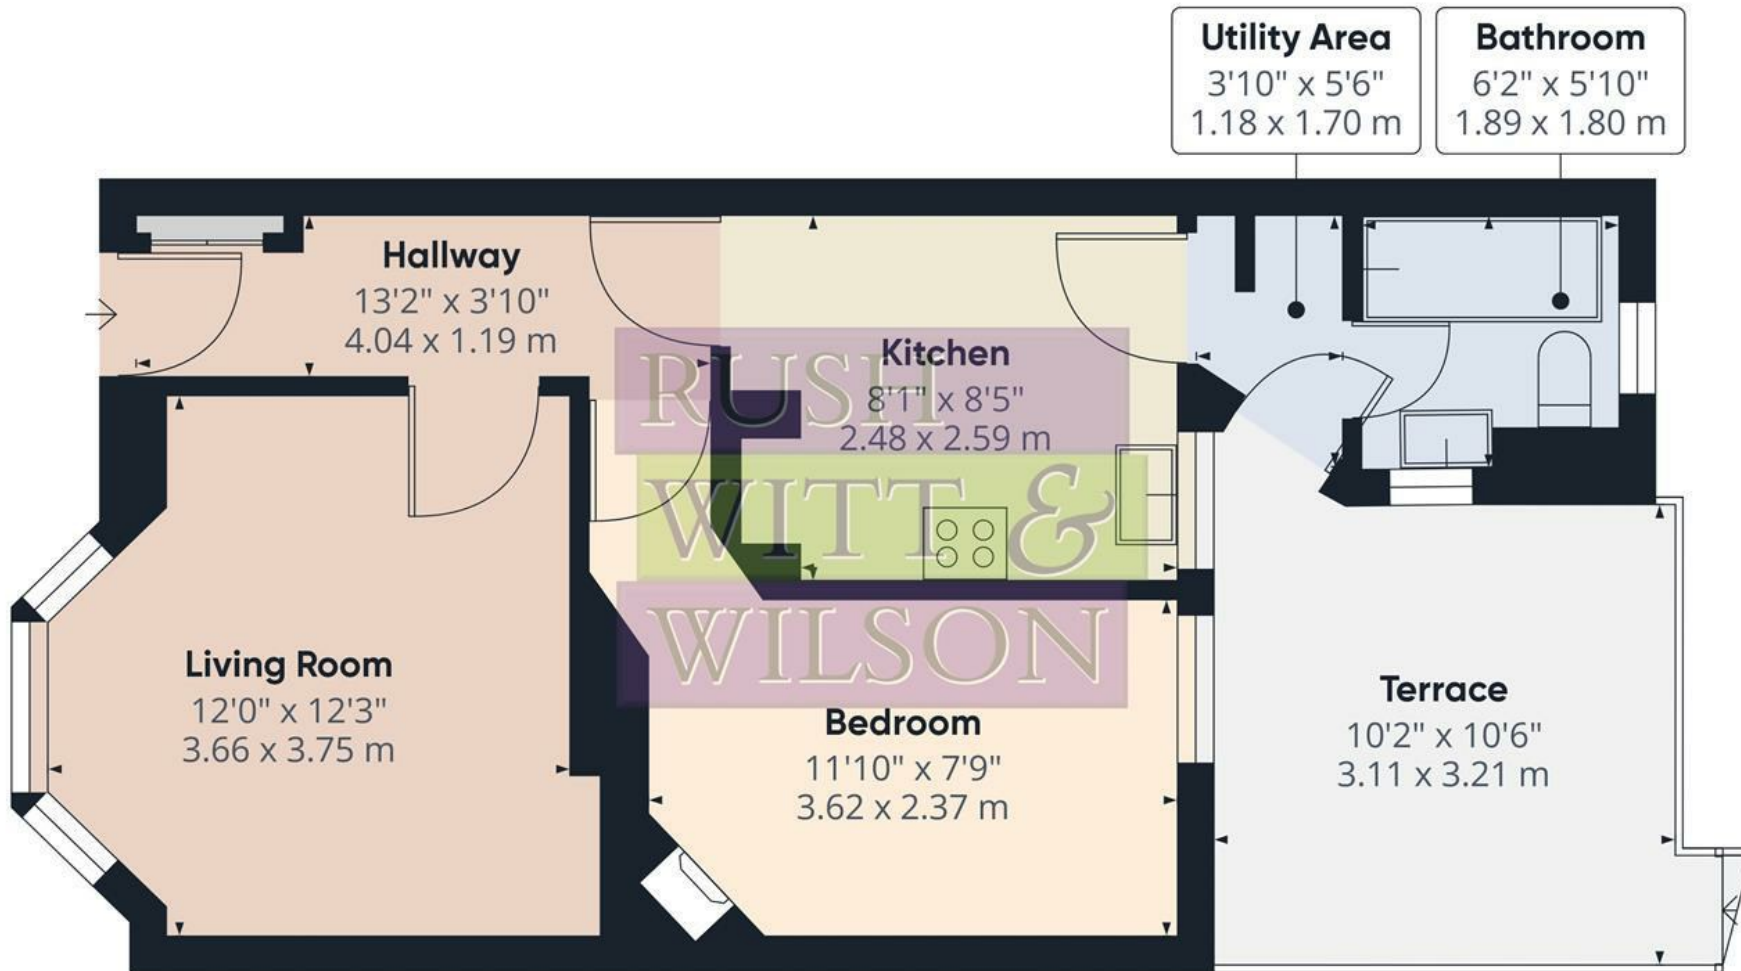 Utility Area
3'10" x 5'6"
1.18 x 1.70 m
Bathroom
6'2" x 5'10"
1.89 x 1.80 m
Hallway
13'2" x 3'10"
4.04 x 1.19 m
Kitchen
8'1" x 8'5"
2.48 x 2.59 m
RUSH
WITT &
WILSON
Living Room
12'0" x 12'3"
3.66 x 3.75 m
Bedroom
11'10" x 7'9"
3.62 x 2.37 m
Terrace
10'2" x 10'6"
3.11 x 3.21 m